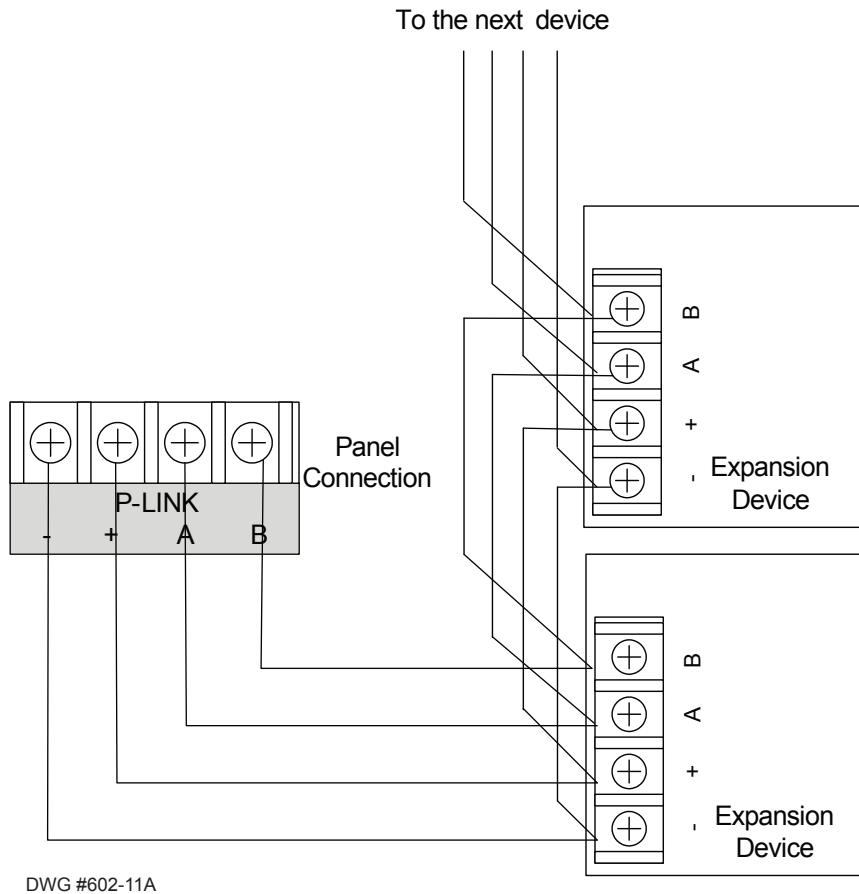 To the next device
B
A
+
-
Expansion
Device
Panel
Connection
P-LINK
- + A B
B
A
+
-
Expansion
Device
DWG #602-11A